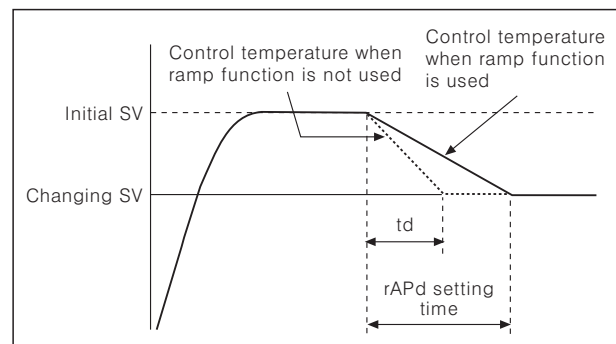 Control temperature when
ramp function is not used
Control temperature
when ramp function
is used
Initial SV
Changing SV
td
rAPd setting
time